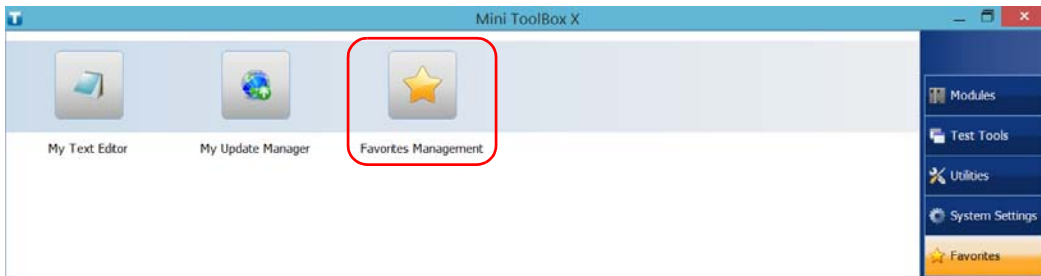 Mini ToolBox X
My Text Editor
My Update Manager
Favorites Management
Modules
Test Tools
Utilities
System Settings
Favorites